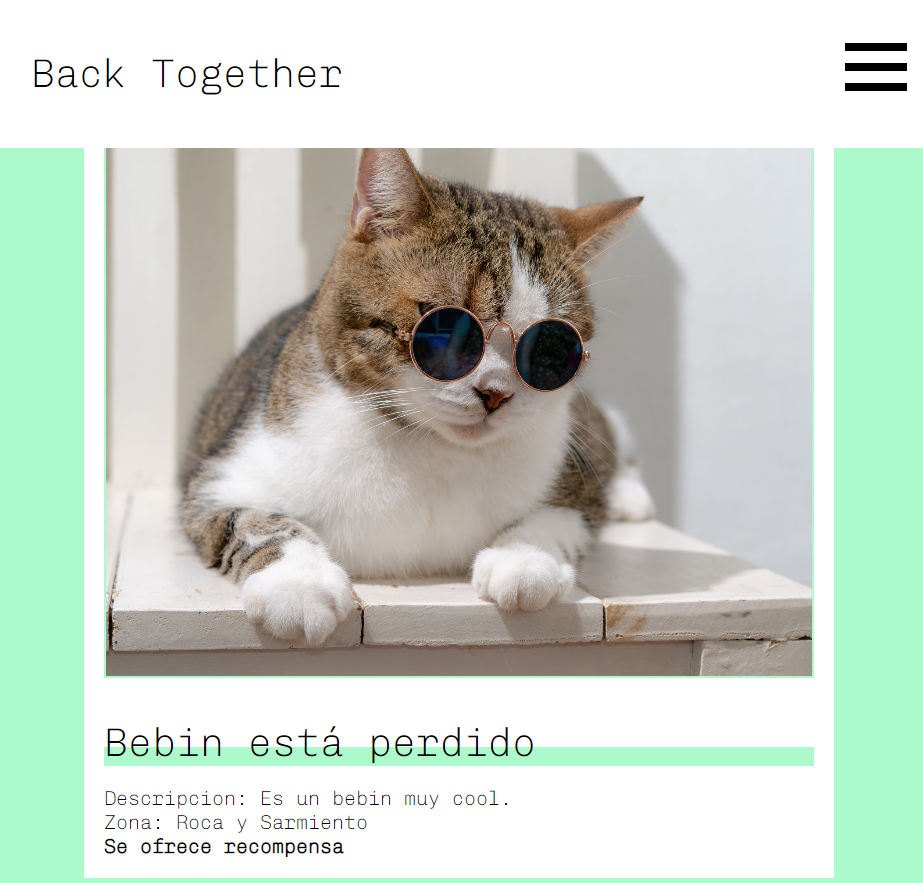 Back Together
Bebin está perdido
Descripcion: Es un bebin muy cool.
Zona: Roca y Sarmiento
Se ofrece recompensa